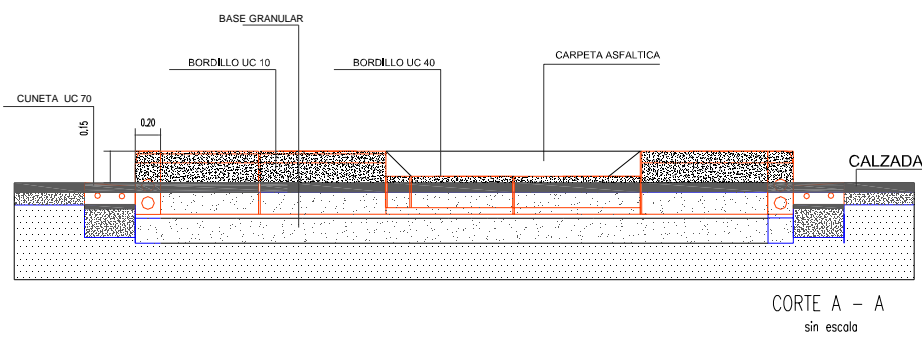 BASE GRANULAR
BORDILLO UC 10
BORDILLO UC 40
CARPETA ASFALTICA
CUNETA UC 70
0.15
0.20
CALZADA
CORTE A - A
sin escala